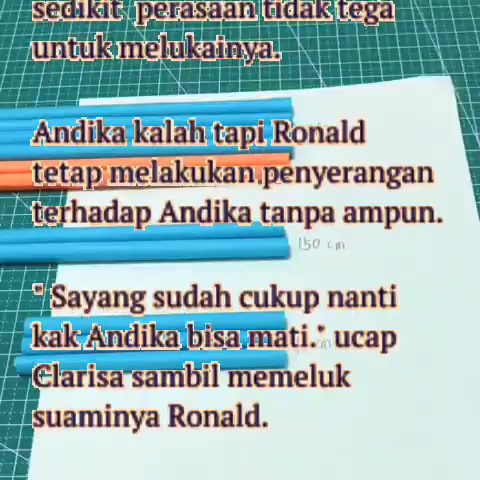 sedikit perasaan tidak tega
untuk melukainya.
Andika kalah tapi Ronald
tetap melakukan penyerangan
terhadap Andika tanpa ampun.
150 cm
" Sayang sudah cukup nanti
kak Andika bisa mati." ucap
Clarisa sambil memeluk
suaminya Ronald.